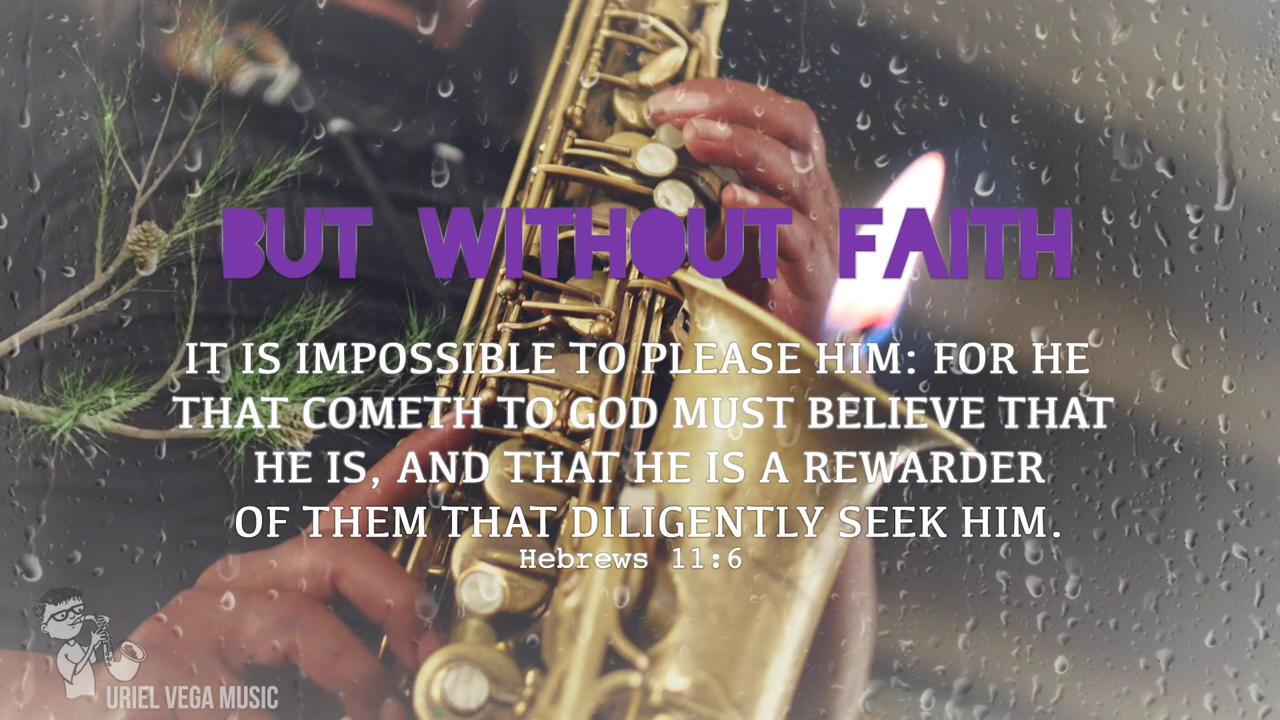 BUT WITHOUT FAITH
IT IS IMPOSSIBLE TO PLEASE HIM: FOR HE
THAT COMETH TO GOD MUST BELIEVE THAT
HE IS, AND THAT HE IS A REWARDER
OF THEM THAT DILIGENTLY SEEK HIM.
Hebrews 11:6
URIEL VEGA MUSIC